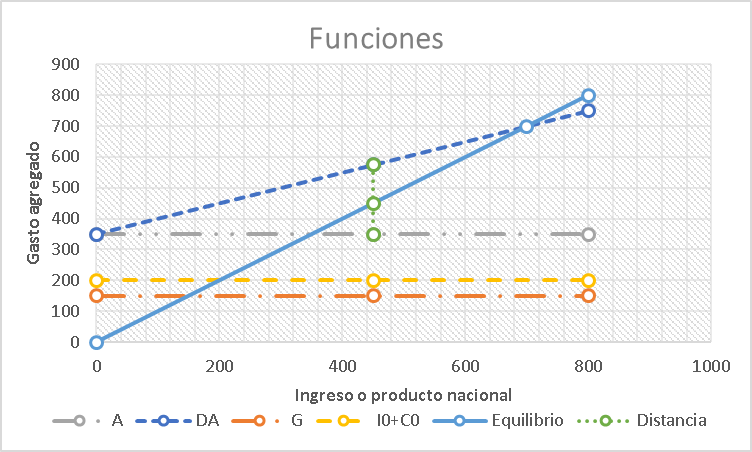 Funciones
Gasto agregado
900
800
700
600
500
400
300
200
100
0
0 200 400 600 800 1000
Ingreso o producto nacional
A DA G I0+C0 Equilibrio Distancia